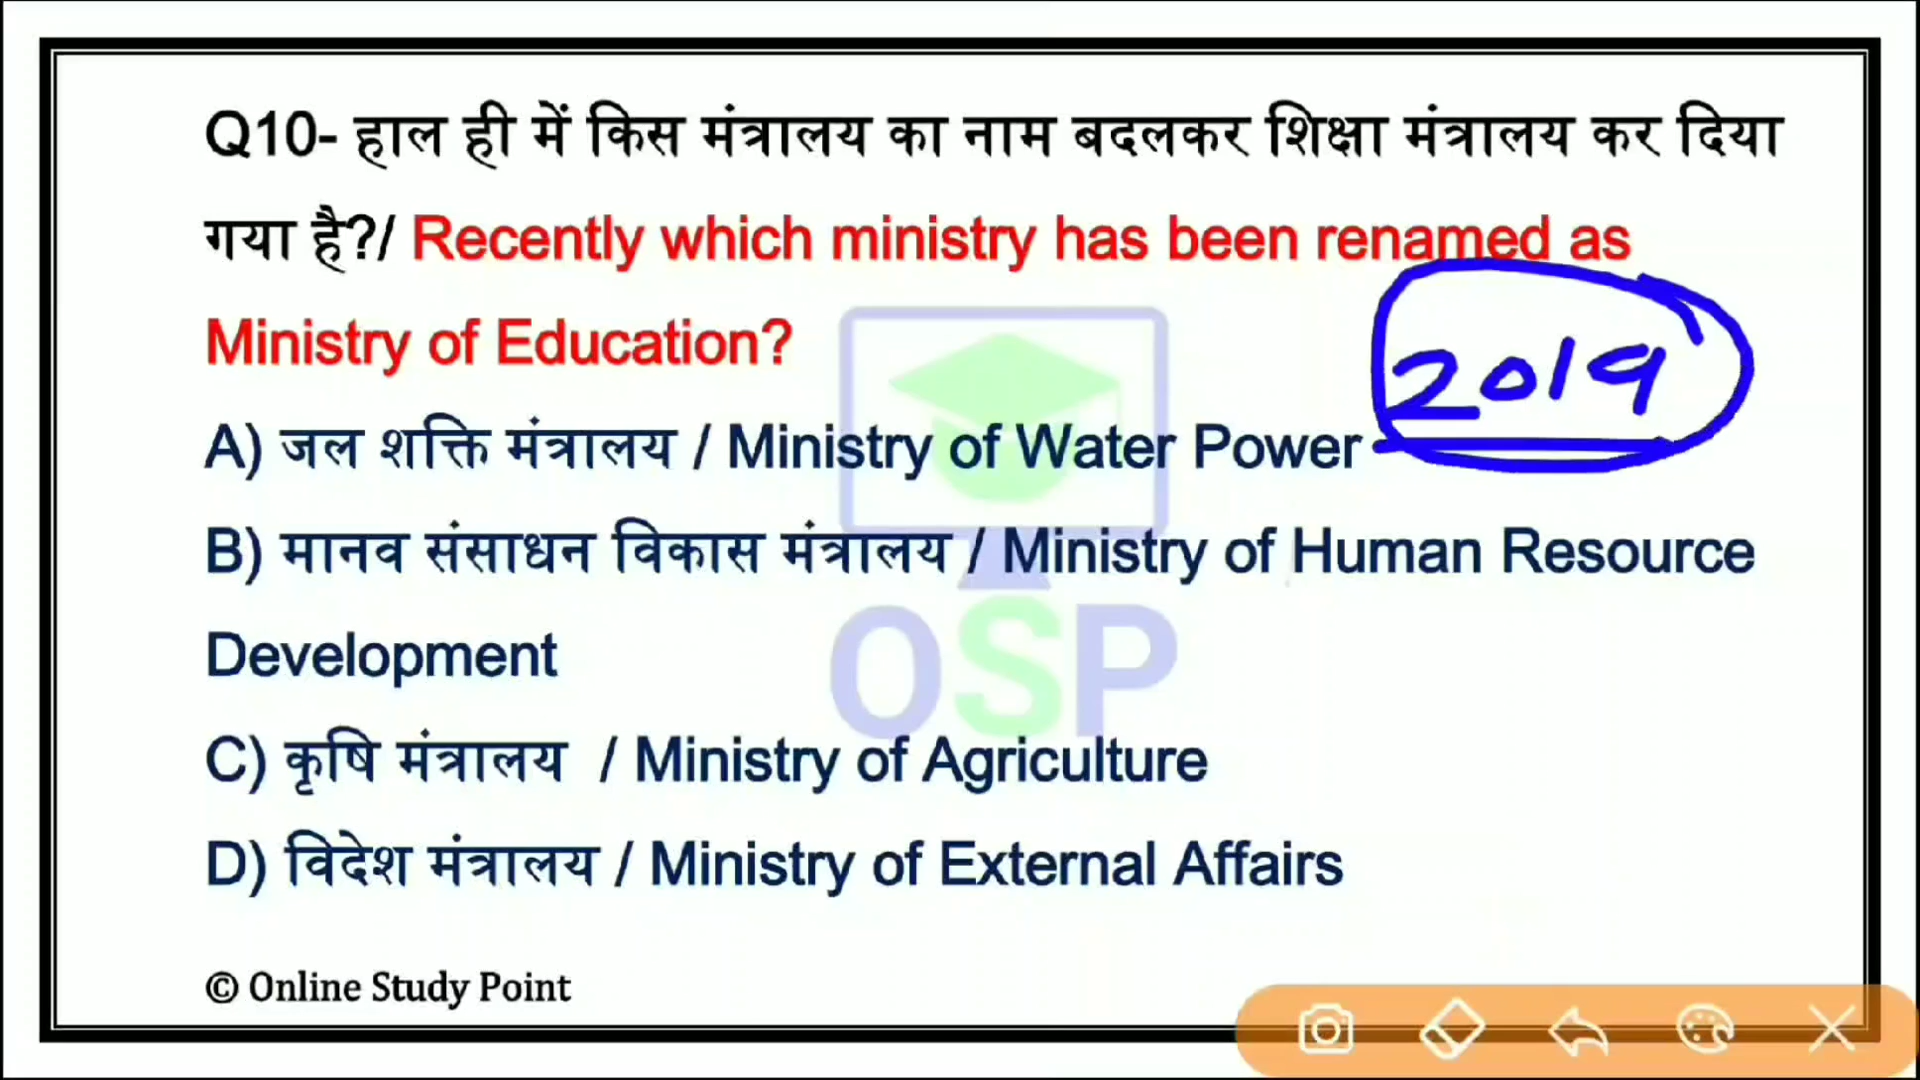 Q10- हाल ही में किस मंत्रालय का नाम बदलकर शिक्षा मंत्रालय कर दिया
गया है?/ Recently which ministry has been renamed as
Ministry of Education?
2019
A) जल शक्ति मंत्रालय / Ministry of Water Power
B) मानव संसाधन विकास मंत्रालय / Ministry of Human Resource
Development
OSP
C) कृषि मंत्रालय / Ministry of Agriculture
D) विदेश मंत्रालय / Ministry of External Affairs
© Online Study Point